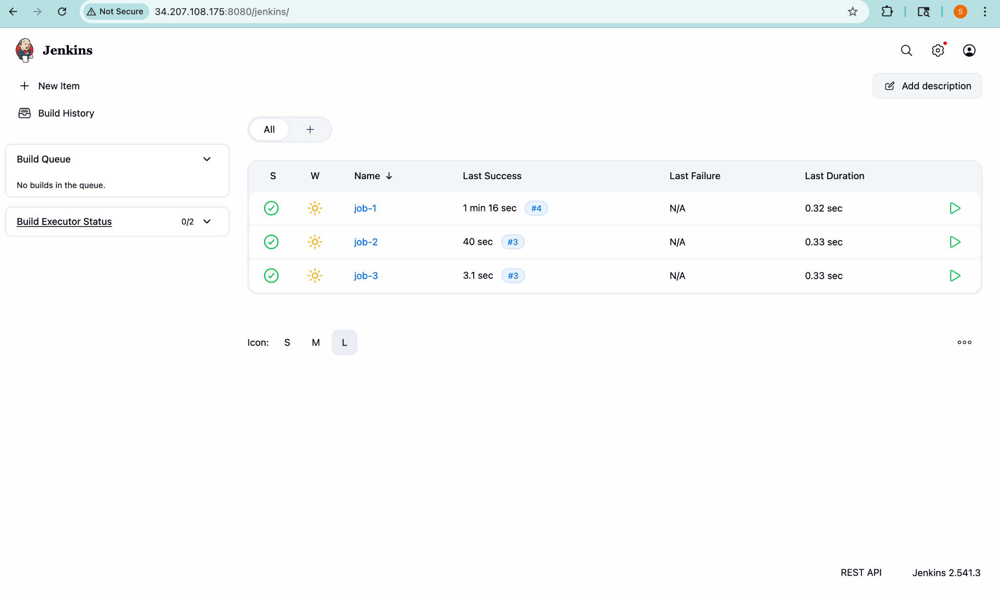 Not Secure 34.207.108.175:8080/jenkins/ S
Jenkins
New Item
Add description
Build History
All +
Build Queue
No builds in the queue.
Build Executor Status 0/2
S W Name ↓ Last Success Last Failure Last Duration
job-1 1 min 16 sec #4 N/A 0.32 sec
job-2 40 sec #3 N/A 0.33 sec
job-3 3.1 sec #3 N/A 0.33 sec
Icon: S M L
REST API Jenkins 2.541.3